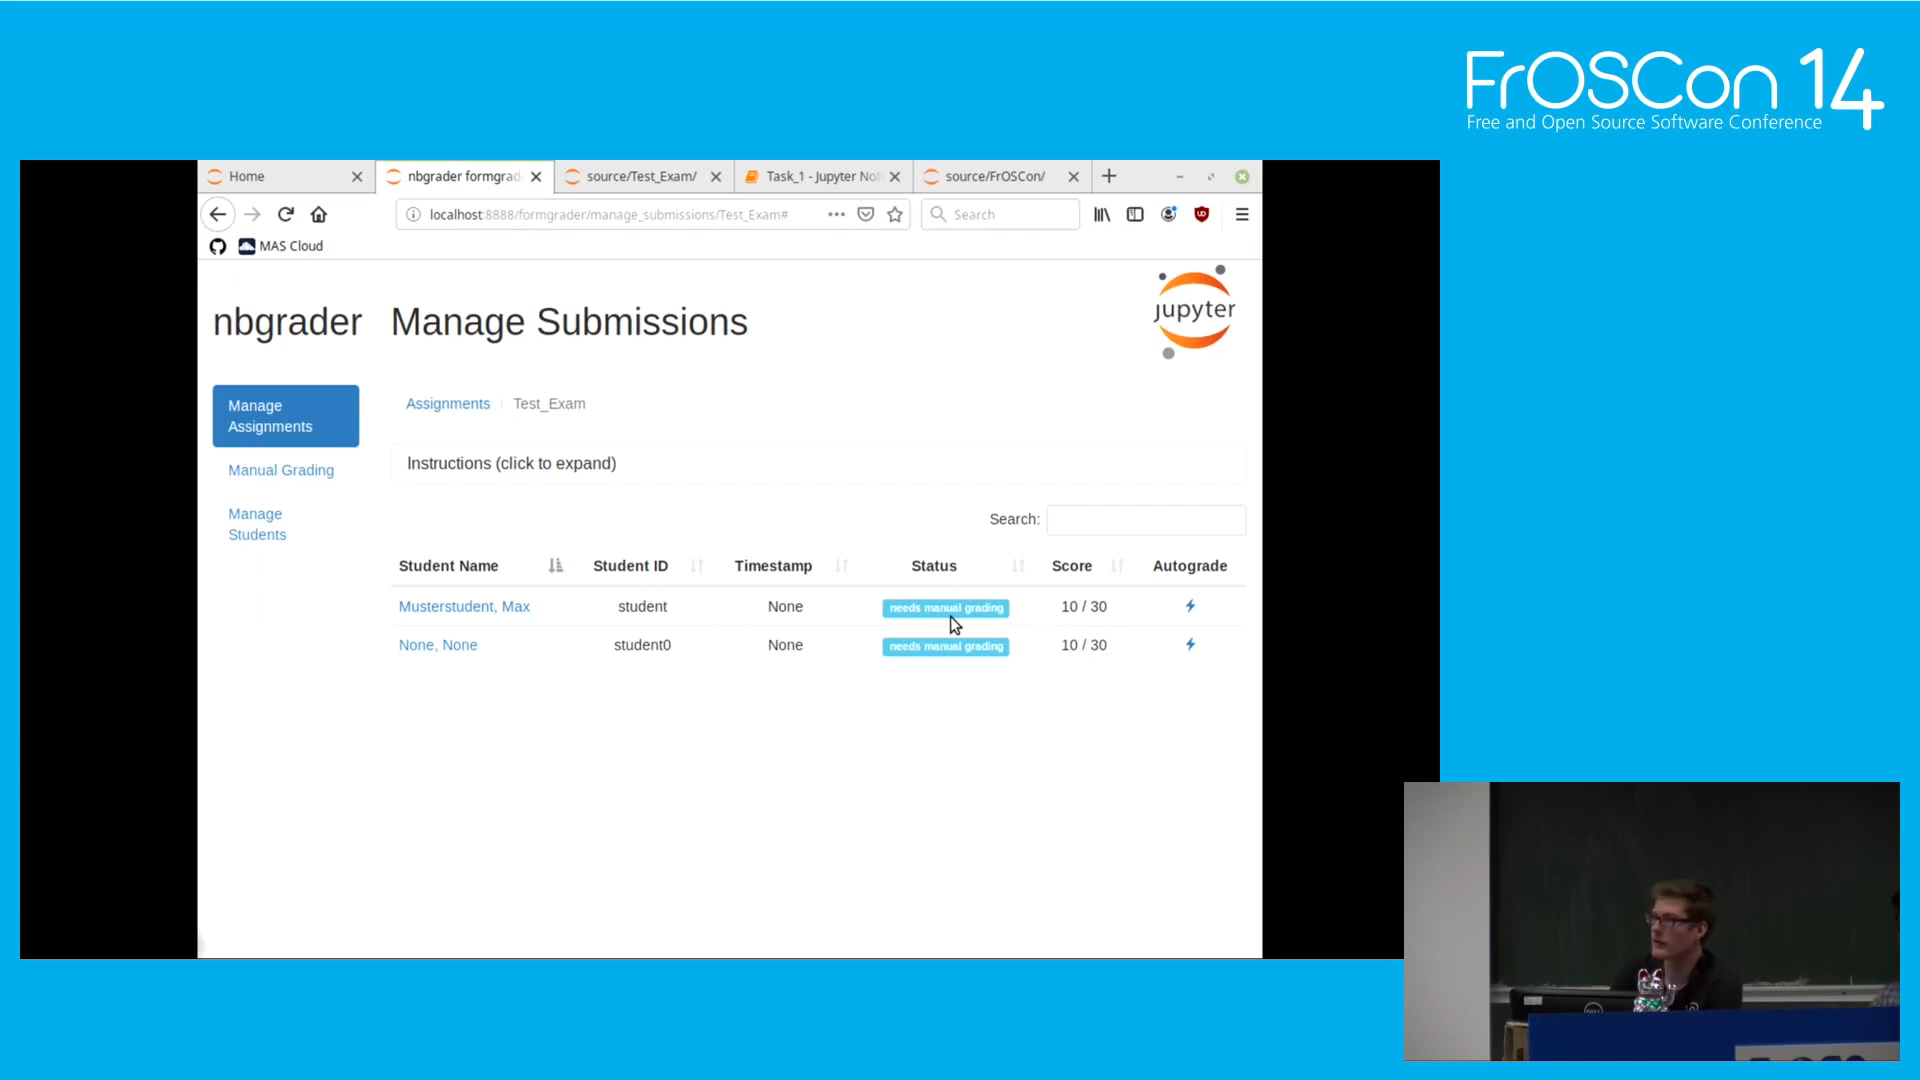 FrOSCon 14
Free and Open Source Software Conference
Home
nbgrader formgrad
source/Test_Exam/
Task_1 - Jupyter Not
source/FrOSCon/
localhost:8888/formgrader/manage_submissions/Test_Exam#
Search
MAS Cloud
nbgrader
Manage Submissions
jupyter
Manage
Assignments
Manual Grading
Manage
Students
Assignments / Test_Exam
Instructions (click to expand)
Search:
Student Name Student ID Timestamp Status Score Autograde
Musterstudent, Max student None needs manual grading 10 / 30
None, None student0 None needs manual grading 10 / 30